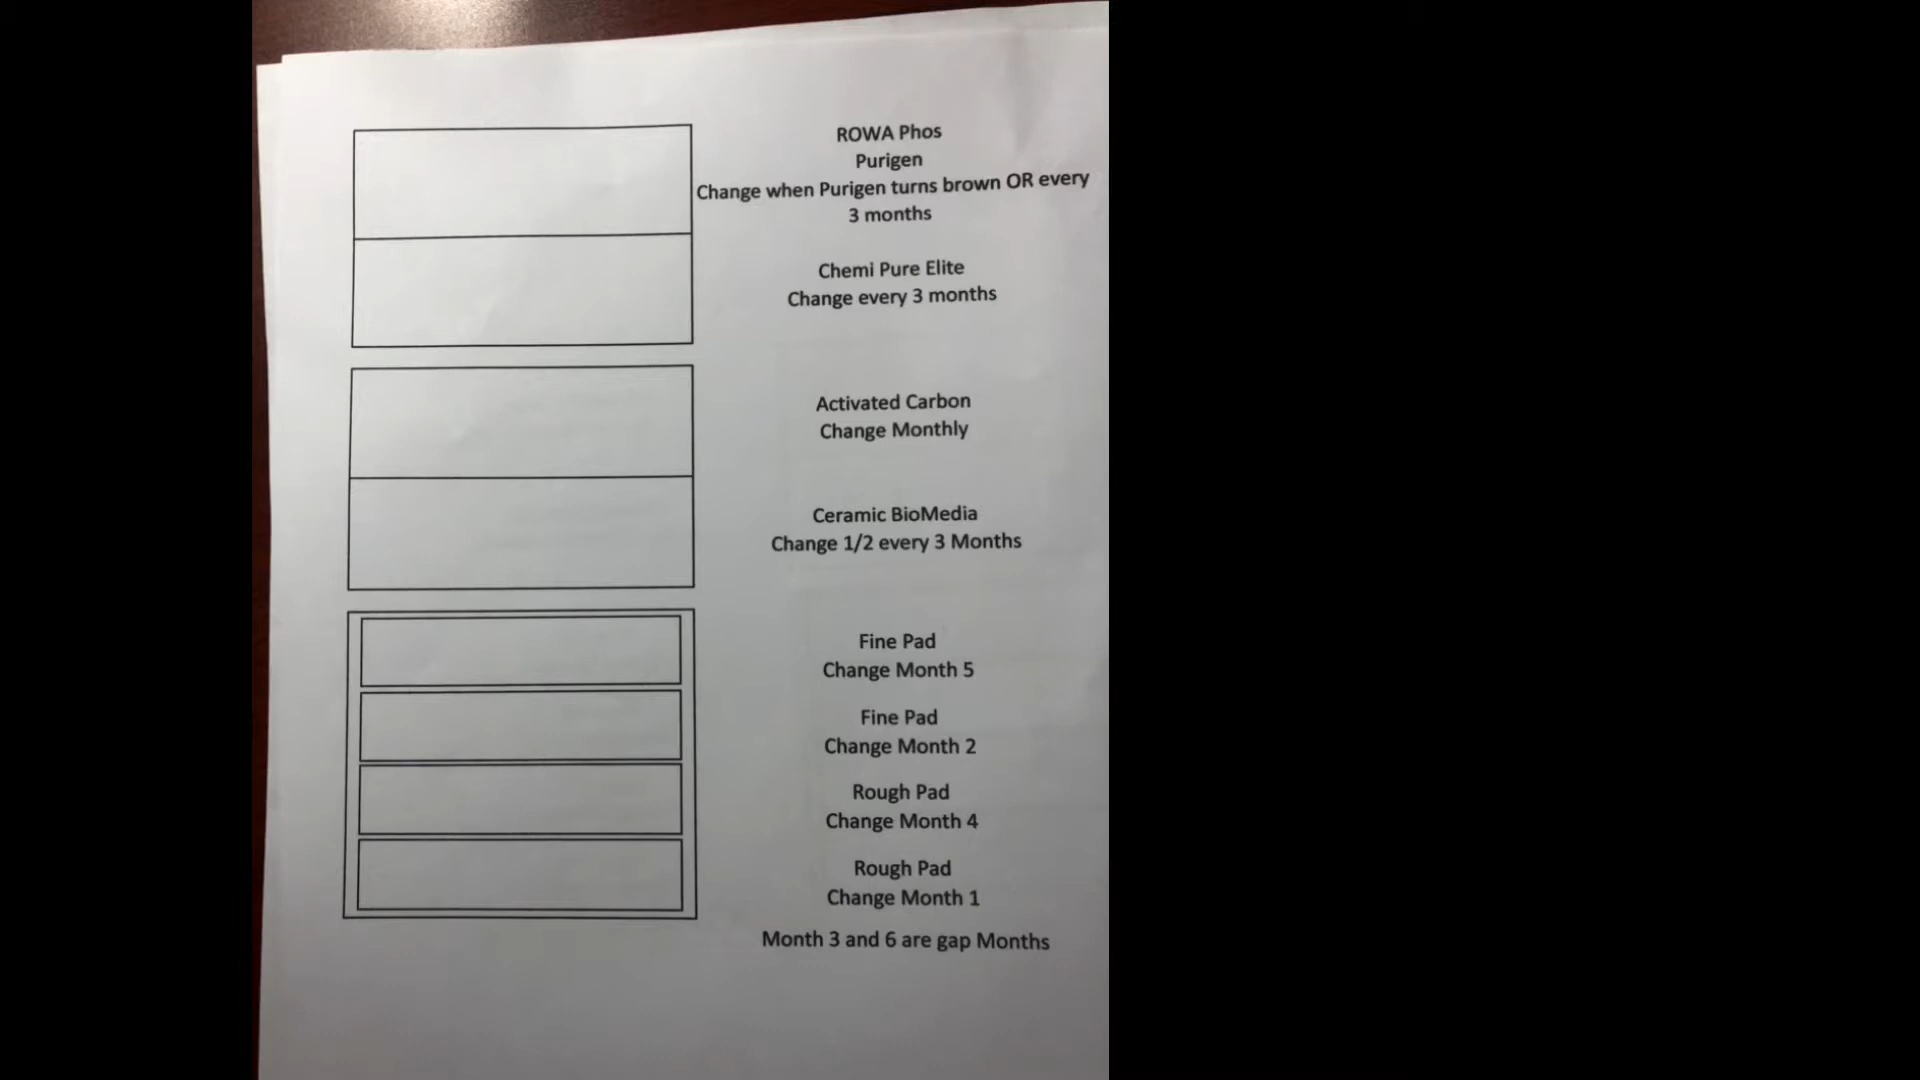 ROWA Phos
Purigen
Change when Purigen turns brown OR every
3 months
Chemi Pure Elite
Change every 3 months
Activated Carbon
Change Monthly
Ceramic BioMedia
Change 1/2 every 3 Months
Fine Pad
Change Month 5
Fine Pad
Change Month 2
Rough Pad
Change Month 4
Rough Pad
Change Month 1
Month 3 and 6 are gap Months